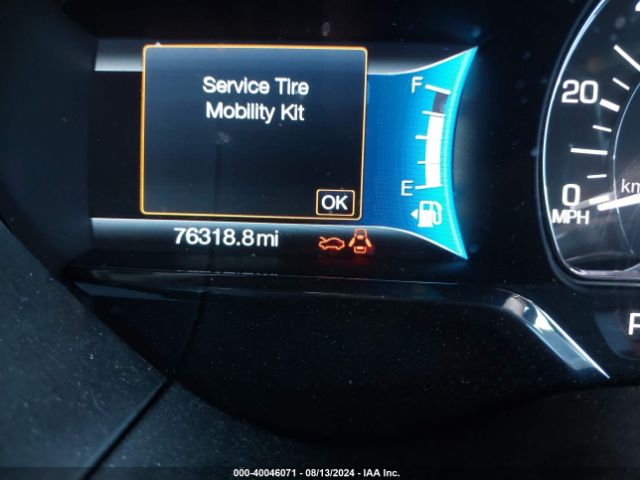 Service Tire
Mobility Kit
OK
F
E
76318.8mi
20
0
MPH
km
P
000-40046071 - 08/13/2024 - IAA Inc.